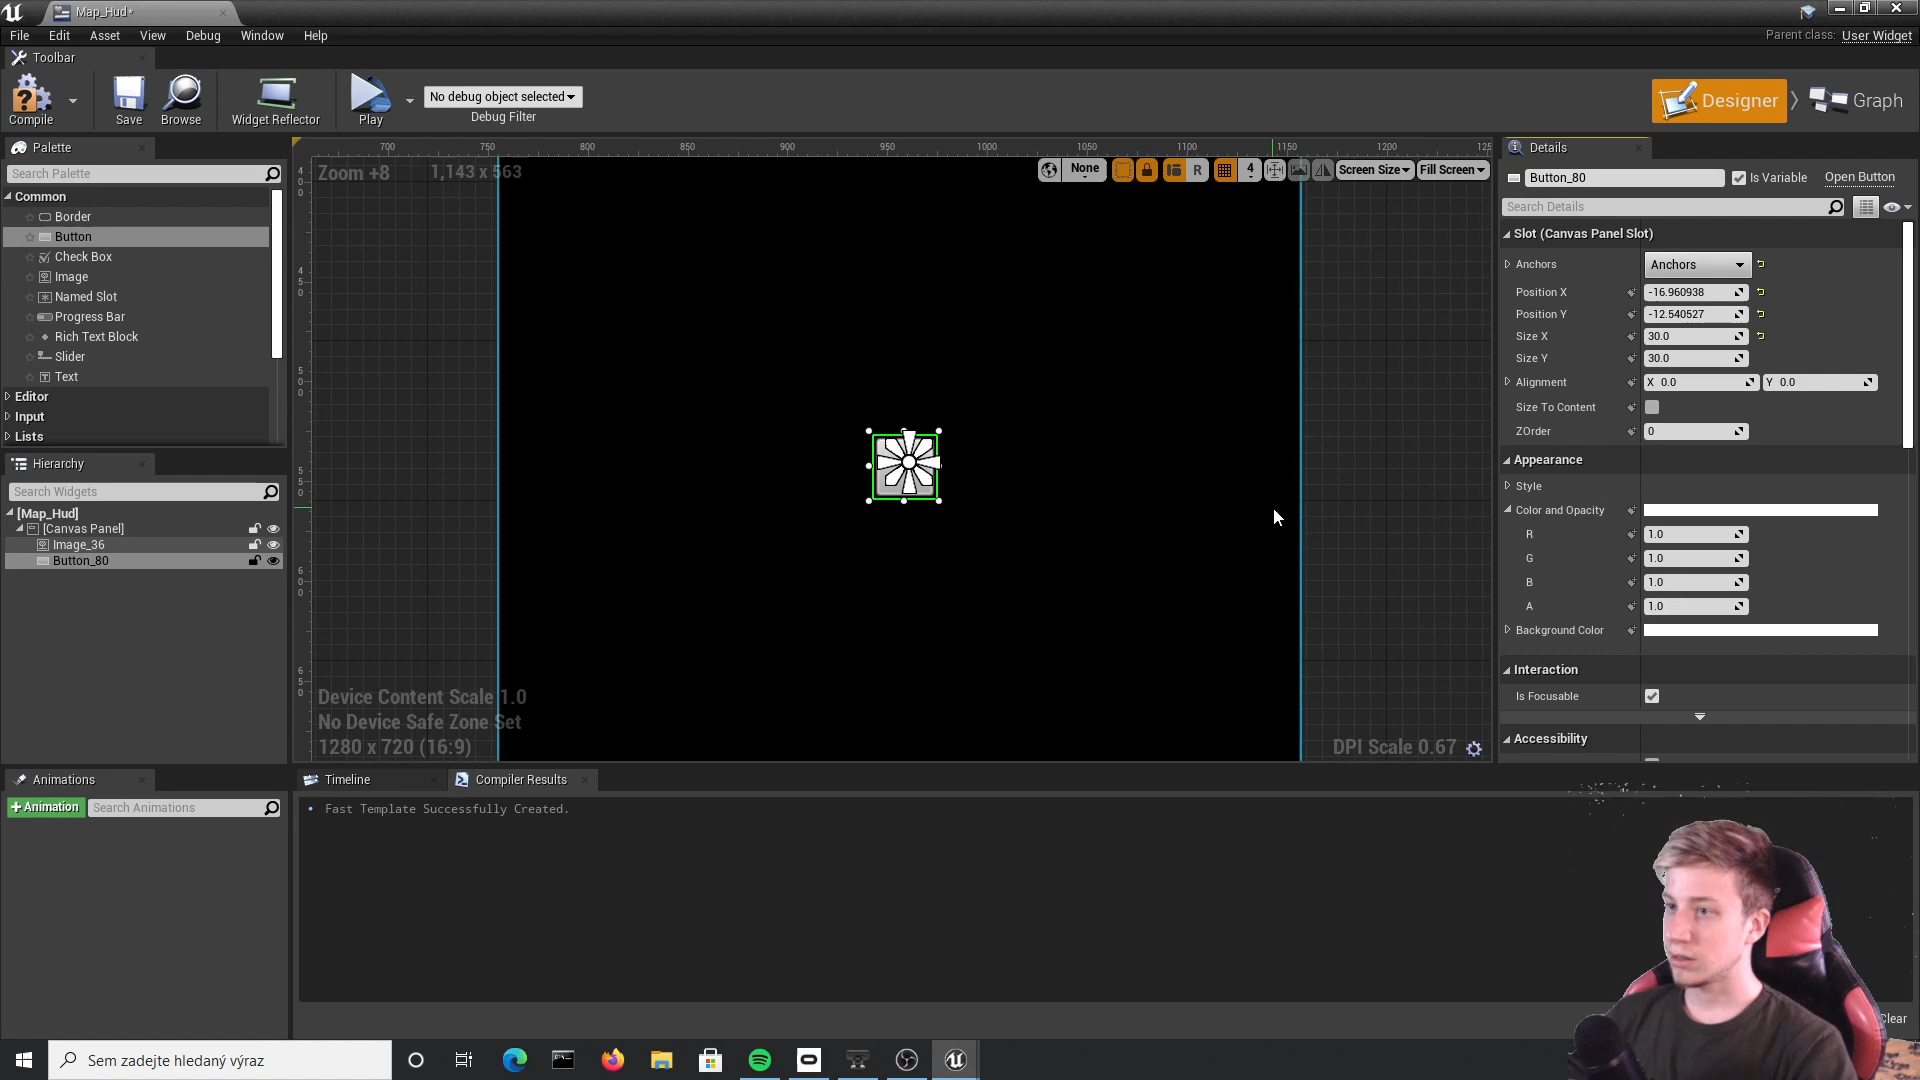 Map_Hud*
File Edit Asset View Debug Window Help
Parent class: User Widget
Toolbar
Compile Save Browse Widget Reflector Play
No debug object selected
Debug Filter
Designer Graph
Palette
Search Palette
Common
Border
Button
Check Box
Image
Named Slot
Progress Bar
Rich Text Block
Slider
Text
Editor
Input
Lists
Hierarchy
Search Widgets
[Map_Hud]
[Canvas Panel]
Image_36
Button_80
Animations
+Animation Search Animations
700 750 800 850 900 950 1000 1050 1100 1150 1200 125
Zoom +8 1,143 x 563
None R 4 Screen Size Fill Screen
400
450
500
550
600
650
Device Content Scale 1.0
No Device Safe Zone Set
1280 x 720 (16:9)
DPI Scale 0.67
Timeline Compiler Results
• Fast Template Successfully Created.
Clear
Details
Button_80 Is Variable Open Button
Search Details
Slot (Canvas Panel Slot)
Anchors Anchors
Position X -16.960938
Position Y -12.540527
Size X 30.0
Size Y 30.0
Alignment X 0.0 Y 0.0
Size To Content
ZOrder 0
Appearance
Style
Color and Opacity
R 1.0
G 1.0
B 1.0
A 1.0
Background Color
Interaction
Is Focusable
Accessibility
Sem zadejte hledaný výraz